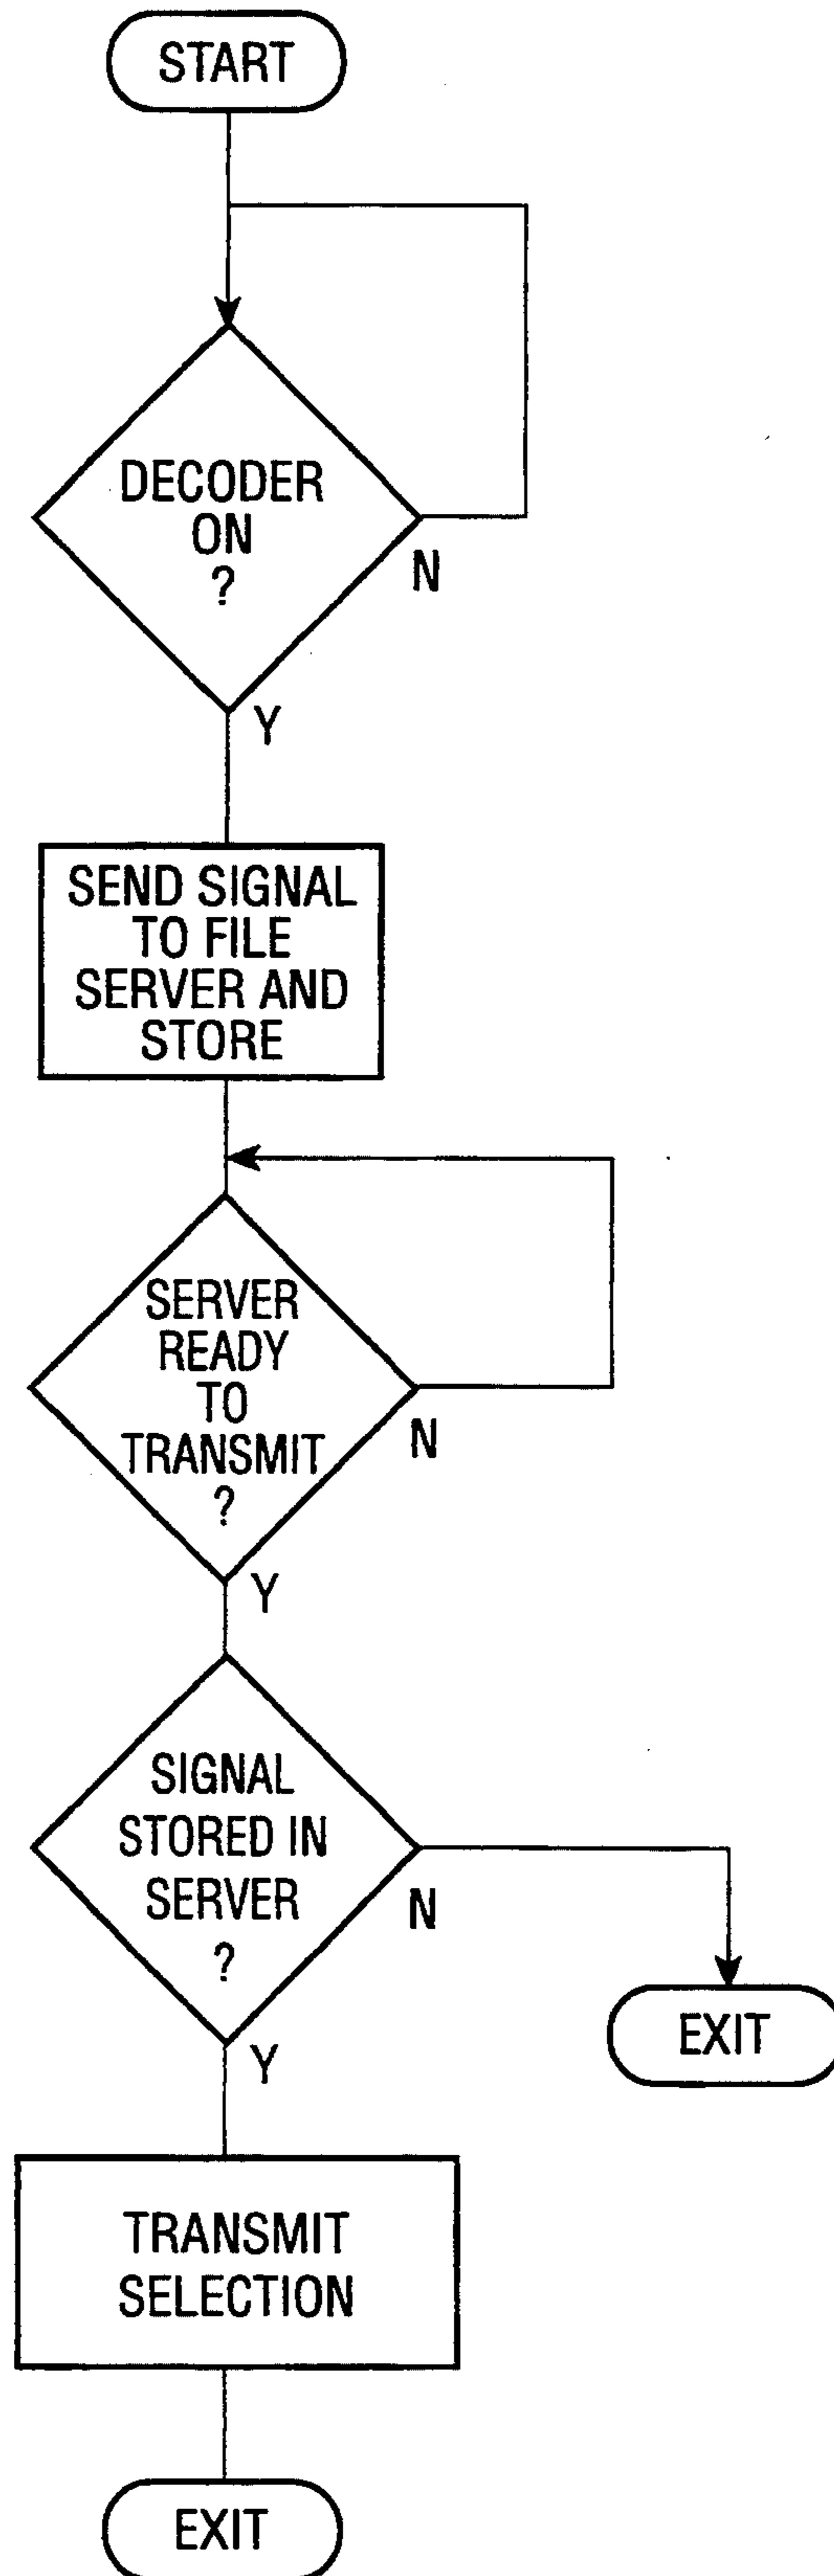 START
DECODER
ON
?
N
Y
SEND SIGNAL
TO FILE
SERVER AND
STORE
SERVER
READY
TO
TRANSMIT
?
N
Y
SIGNAL
STORED IN
SERVER
?
N
Y
EXIT
TRANSMIT
SELECTION
EXIT